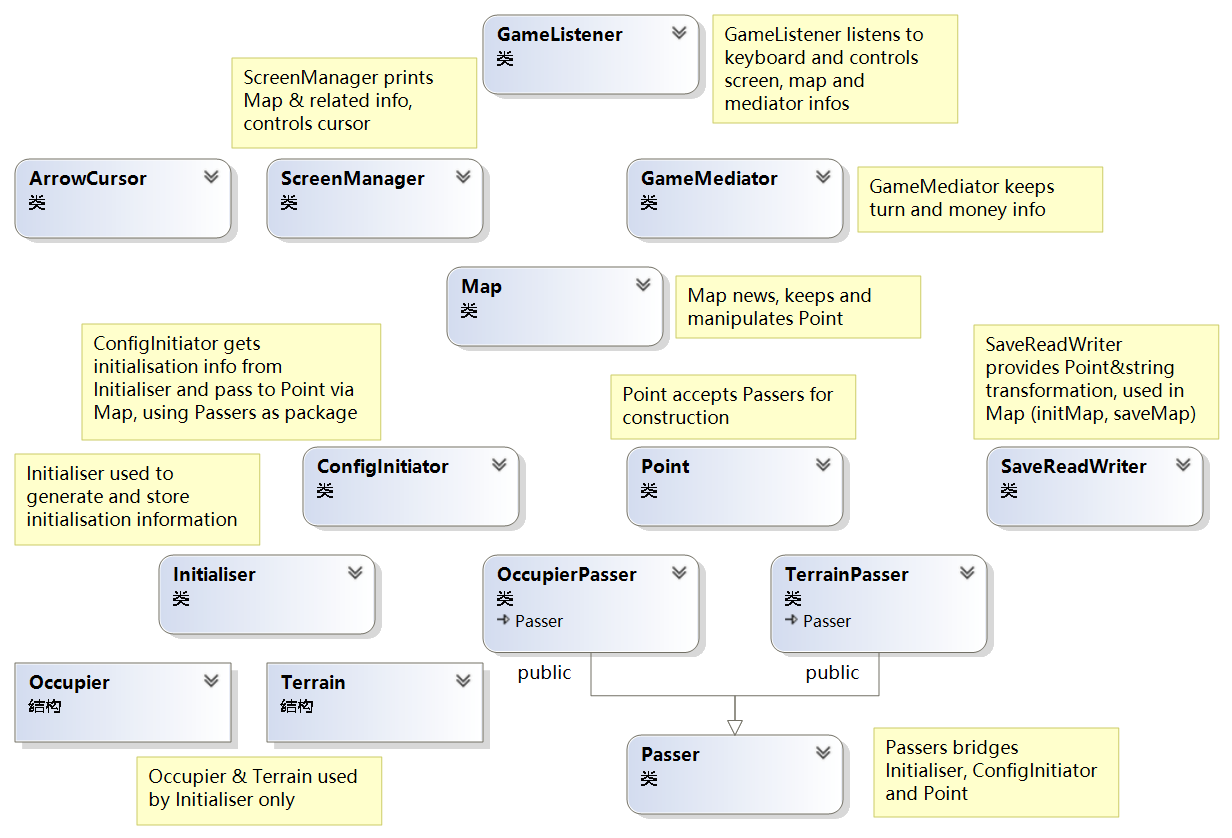 GameListener
类
GameListener listens to
keyboard and controls
screen, map and
mediator infos
ScreenManager prints
Map & related info,
controls cursor
ArrowCursor
类
ScreenManager
类
GameMediator
类
GameMediator keeps
turn and money info
Map
类
Map news, keeps and
manipulates Point
ConfigInitiator gets
initialisation info from
Initialiser and pass to Point via
Map, using Passers as package
Point accepts Passers for
construction
SaveReadWriter
provides Point&string
transformation, used in
Map (initMap, saveMap)
Initialiser used to
generate and store
initialisation information
ConfigInitiator
类
Point
类
SaveReadWriter
类
Initialiser
类
OccupierPasser
类
Passer
TerrainPasser
类
Passer
public
public
Occupier
结构
Terrain
结构
Occupier & Terrain used
by Initialiser only
Passer
类
Passers bridges
Initialiser, ConfigInitiator
and Point